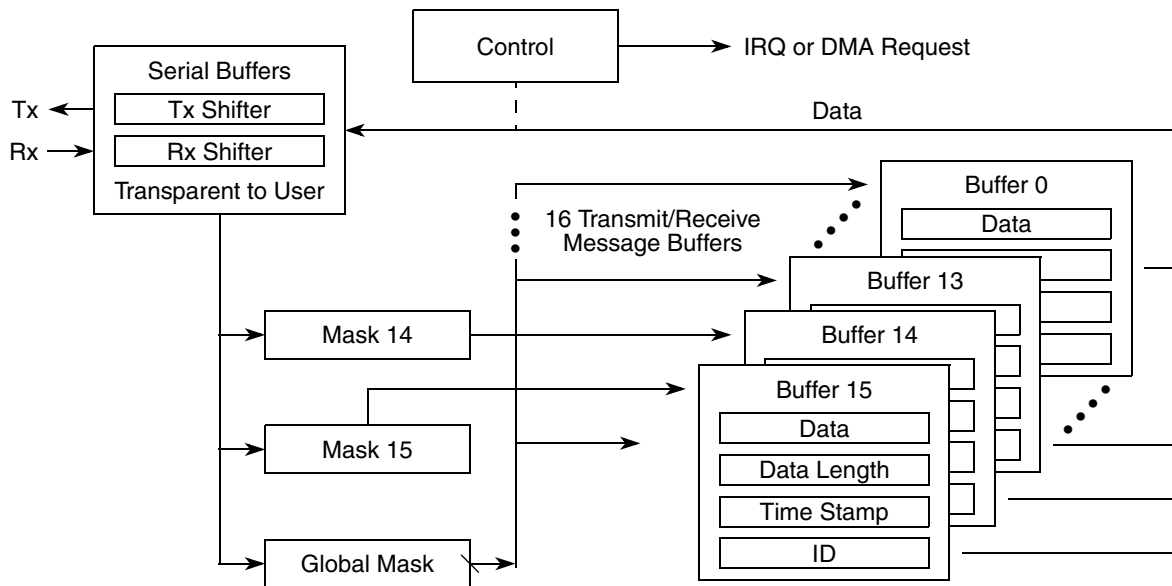 Control
IRQ or DMA Request
Serial Buffers
Tx Shifter
Rx Shifter
Transparent to User
Tx
Rx
Data
16 Transmit/Receive
Message Buffers
Buffer 0
Data
Buffer 13
Mask 14
Buffer 14
Buffer 15
Mask 15
Data
Data Length
Time Stamp
ID
Global Mask